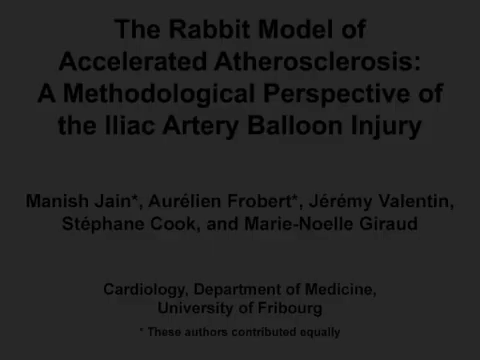 The Rabbit Model of
Accelerated Atherosclerosis:
A Methodological Perspective of
the Iliac Artery Balloon Injury
Manish Jain*, Aurélien Frobert*, Jérémy Valentin,
Stéphane Cook, and Marie-Noelle Giraud
Cardiology, Department of Medicine,
University of Fribourg
* These authors contributed equally